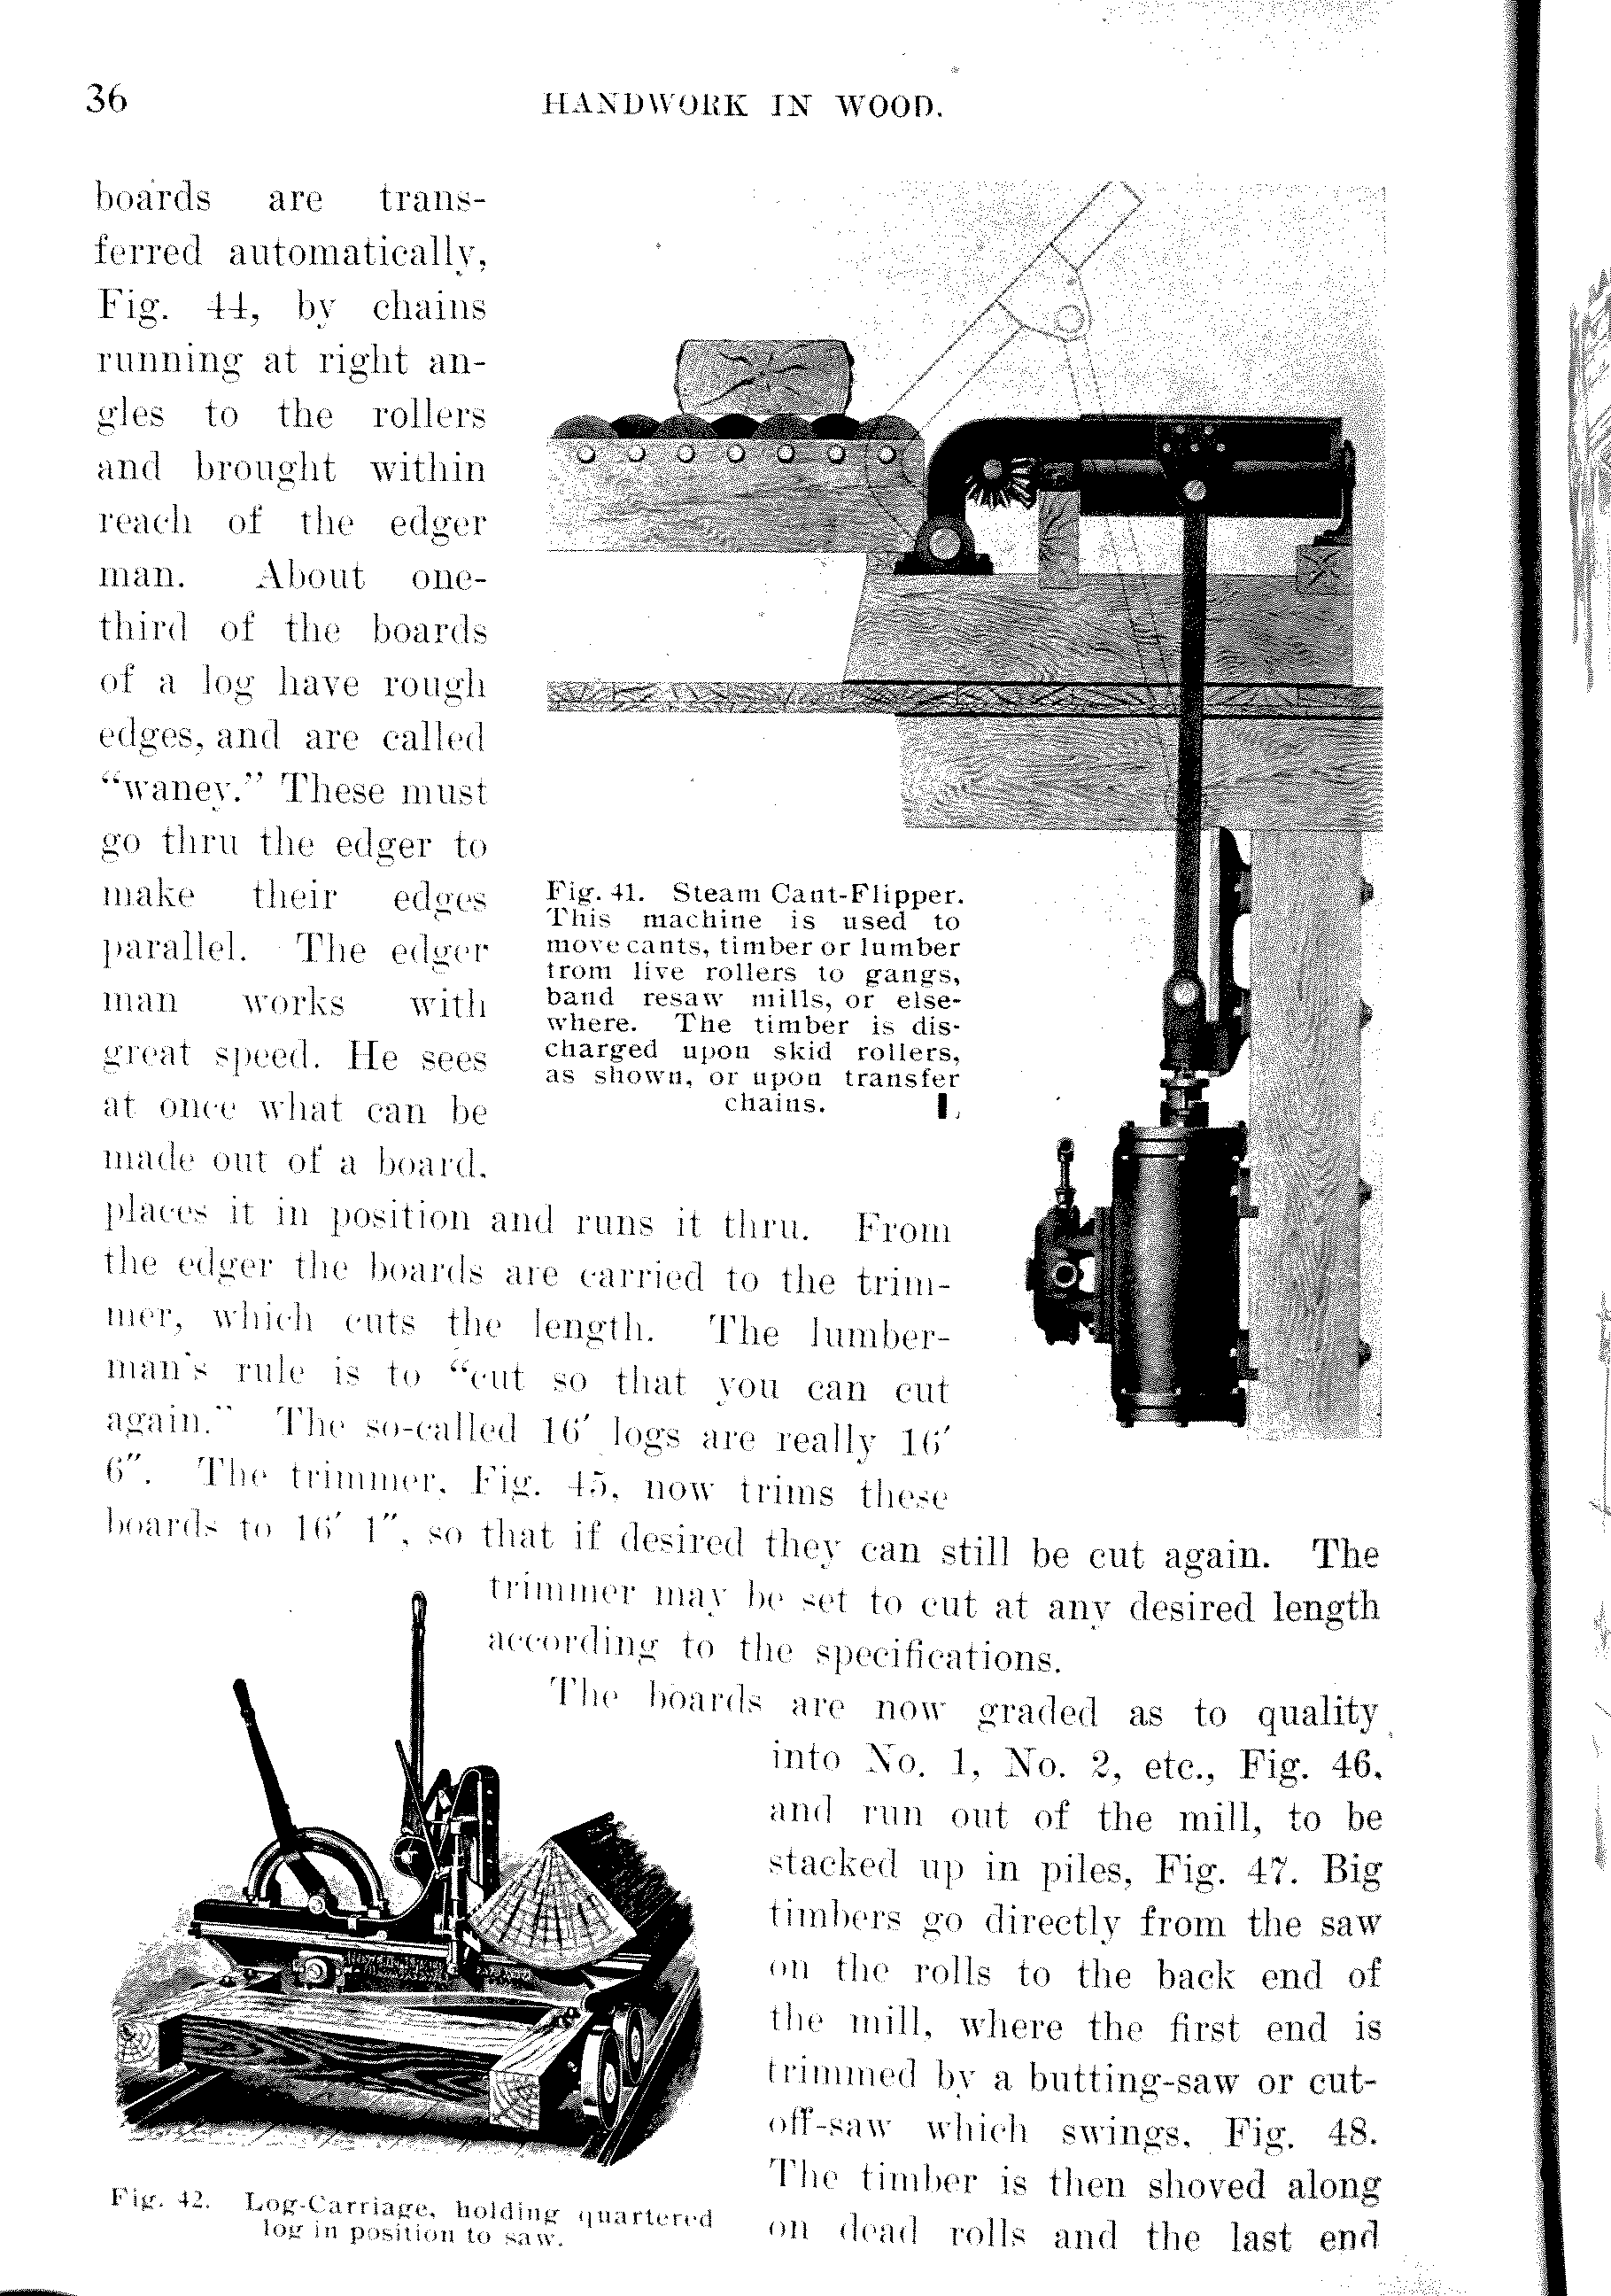 36
HANDWORK IN WOOD.
boards are trans-
ferred automatically,
Fig. 44, by chains
running at right an-
gles to the rollers
and brought within
reach of the edger
man. About one-
third of the boards
of a log have rough
edges, and are called
“waney.” These must
go thru the edger to
make their edges
parallel. The edger
man works with
great speed. He sees
at once what can be
made out of a board,
places it in position and runs it thru. From
the edger the boards are carried to the trim-
mer, which cuts the length. The lumber-
man's rule is to “cut so that you can cut
again.” The so-called 16′ logs are really 16′
6″. The trimmer, Fig. 45, now trims these
boards to 16′ 1″, so that if desired they can still be cut again. The
trimmer may be set to cut at any desired length
according to the specifications.
The boards are now graded as to quality
into No. 1, No. 2, etc., Fig. 46,
and run out of the mill, to be
stacked up in piles, Fig. 47. Big
timbers go directly from the saw
on the rolls to the back end of
the mill, where the first end is
trimmed by a butting-saw or cut-
off-saw which swings, Fig. 48.
The timber is then shoved along
on dead rolls and the last end
Fig. 41. Steam Cant-Flipper.
This machine is used to
move cants, timber or lumber
from live rollers to gangs,
band resaw mills, or else-
where. The timber is dis-
charged upon skid rollers,
as shown, or upon transfer
chains.
Fig. 42. Log-Carriage, holding quartered
log in position to saw.